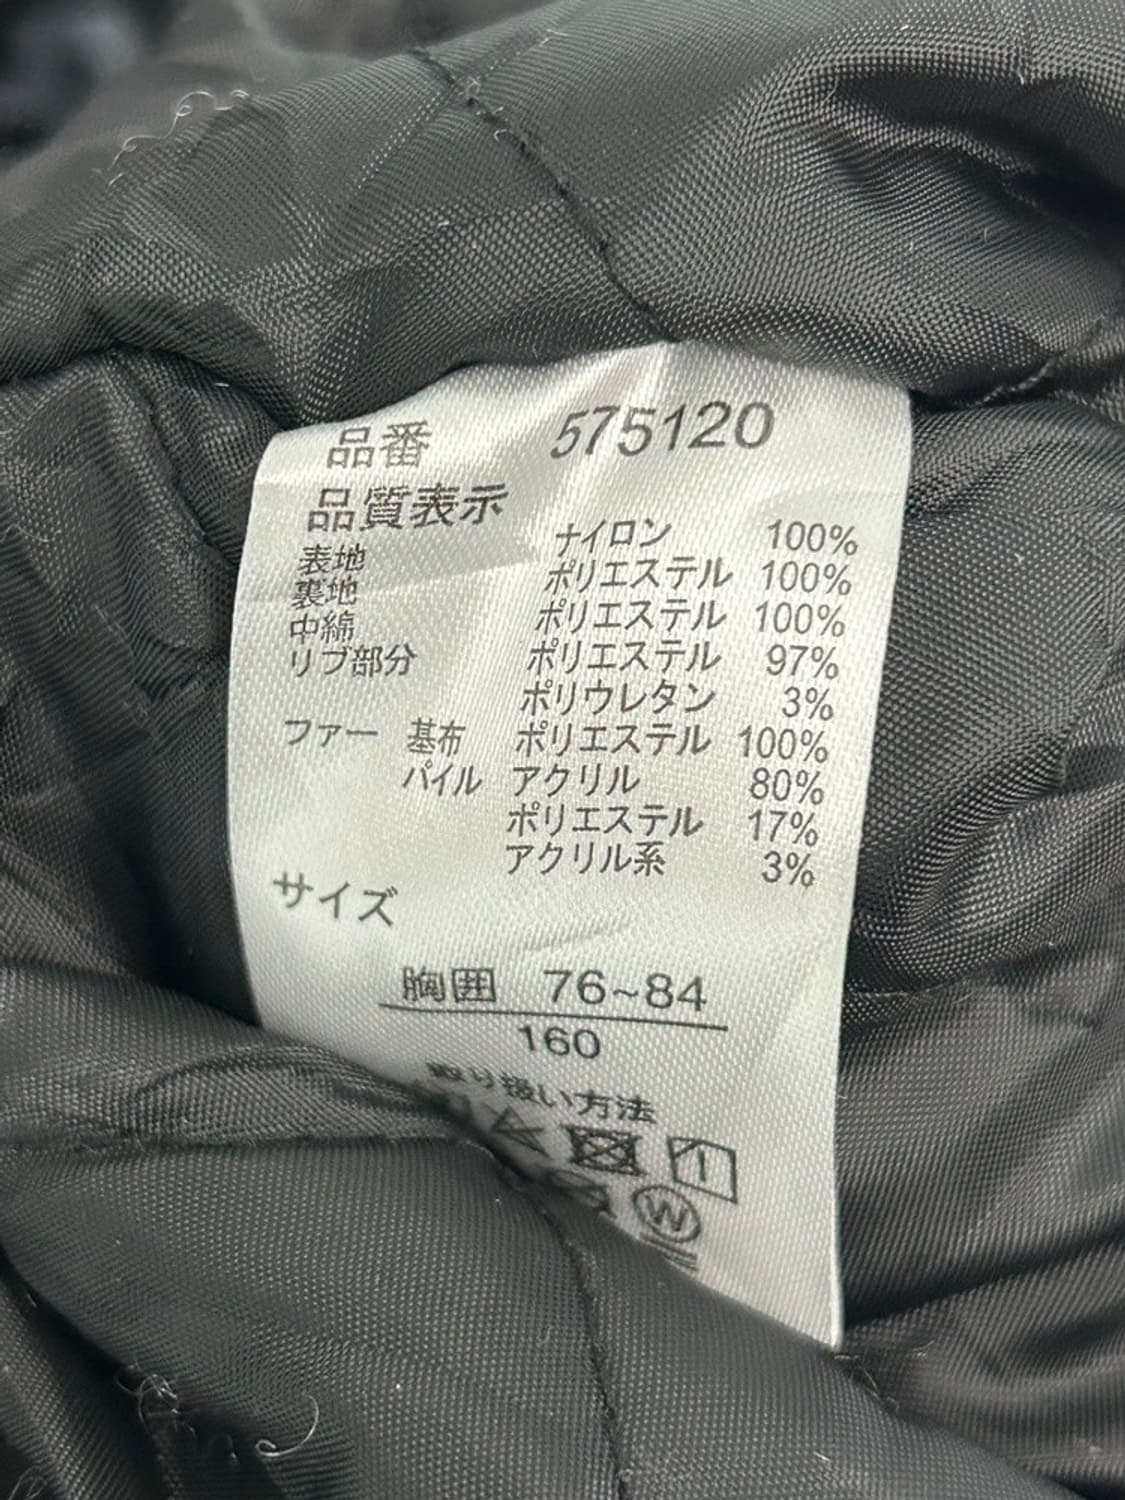 品番 575120
品質表示
表地 ナイロン 100%
裏地 ポリエステル 100%
中綿 ポリエステル 100%
リブ部分 ポリエステル 97%
ポリウレタン 3%
ファー 基布 ポリエステル 100%
パイル アクリル 80%
ポリエステル 17%
アクリル系 3%
サイズ
胸囲 76~84
160
取り扱い方法
W